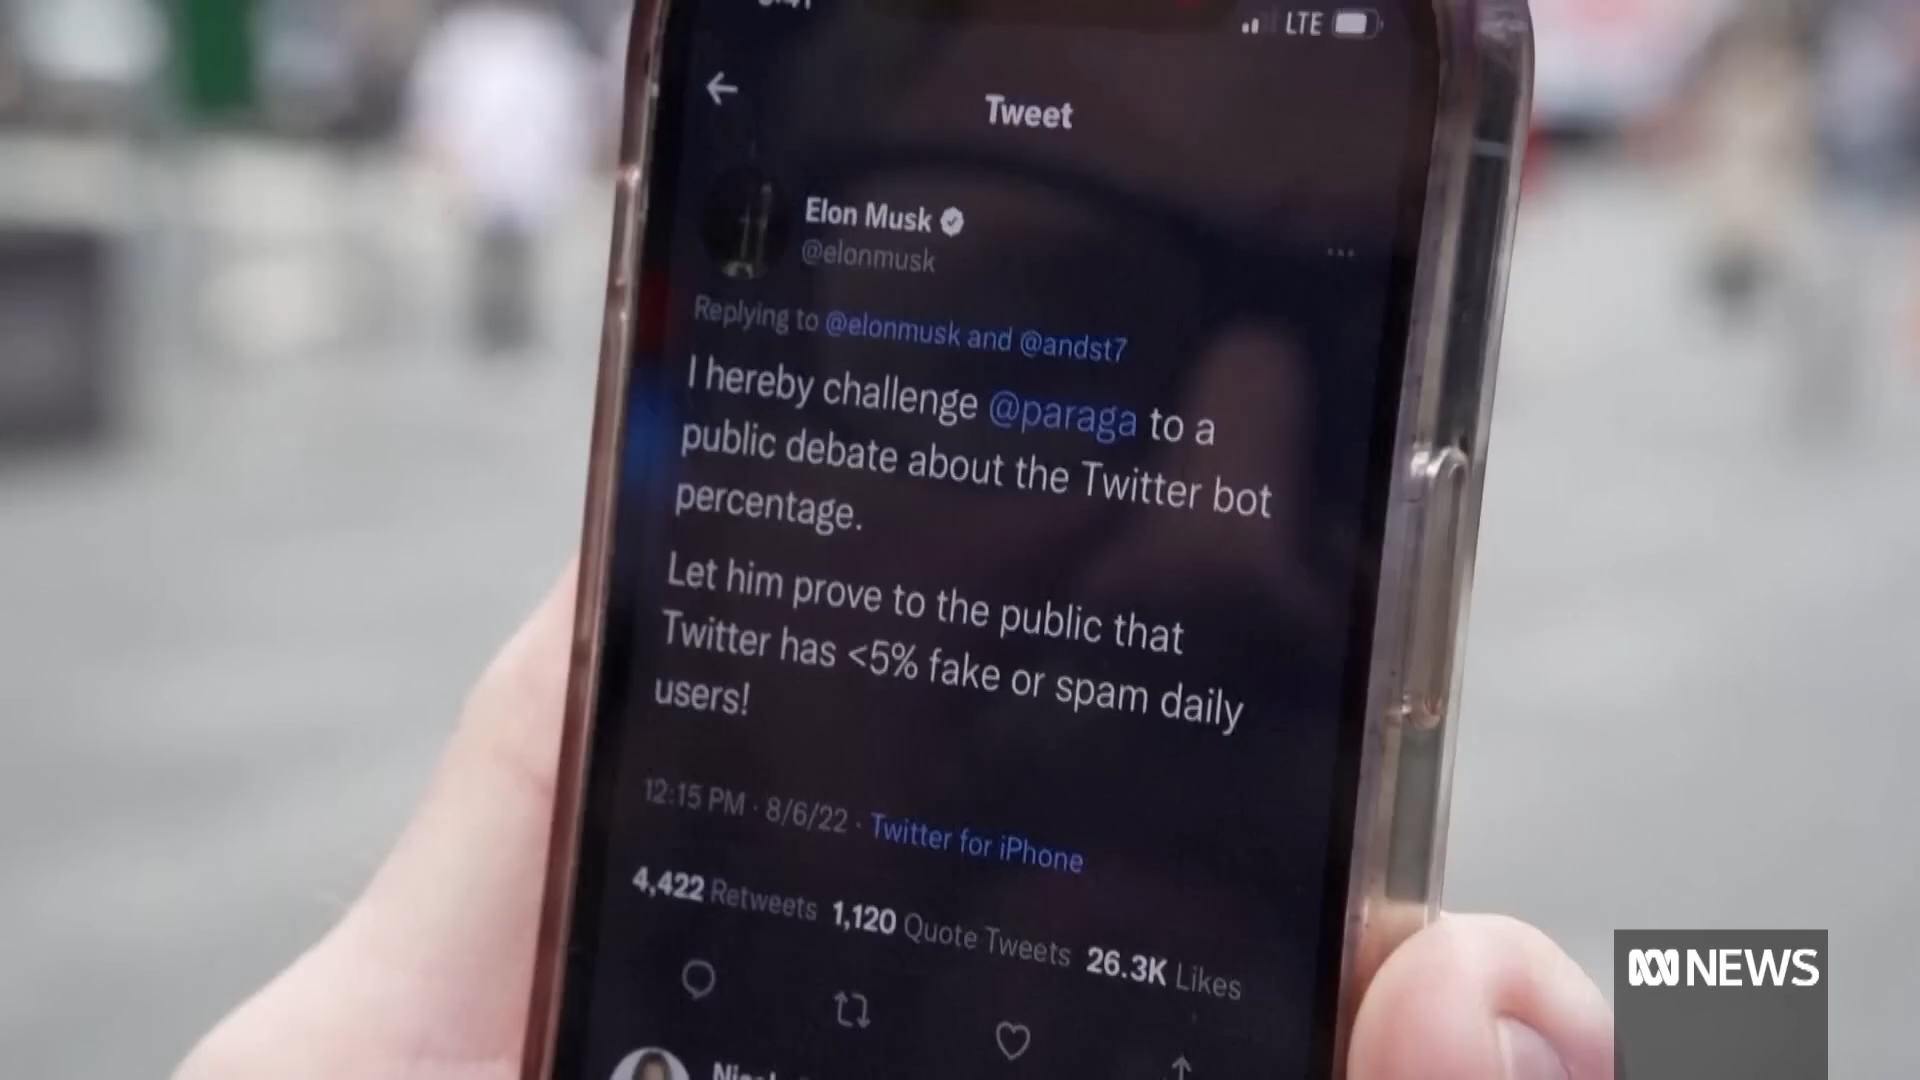 LTE
Tweet
Elon Musk
@elonmusk
Replying to @elonmusk and @andst7
I hereby challenge @paraga to a
public debate about the Twitter bot
percentage.
Let him prove to the public that
Twitter has <5% fake or spam daily
users!
12:15 PM · 8/6/22 · Twitter for iPhone
4,422 Retweets 1,120 Quote Tweets 26.3K Likes
NEWS